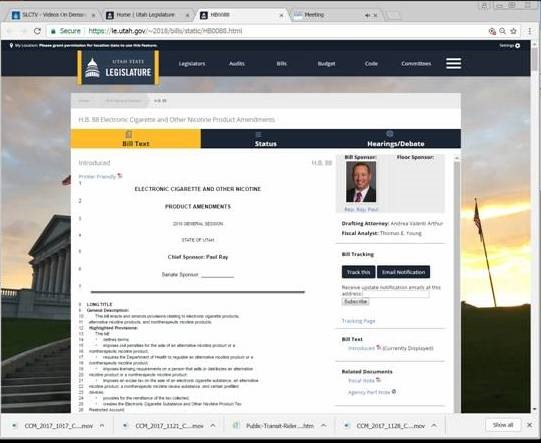 SLCTV - Videos On Deman
Home | Utah Legislature
HB0088
Meeting
Secure | https://le.utah.gov/~2018/bills/static/HB0088.html
My Location: Please grant permission for location data to use this feature.
Settings
UTAH STATE
LEGISLATURE
Legislators
Audits
Bills
Budget
Code
Committees
H.B. 88
H.B. 88 Electronic Cigarette and Other Nicotine Product Amendments
Bill Text
Status
Hearings/Debate
Introduced
H.B. 88
Printer Friendly
1 ELECTRONIC CIGARETTE AND OTHER NICOTINE
2 PRODUCT AMENDMENTS
3 2018 GENERAL SESSION
4 STATE OF UTAH
5 Chief Sponsor: Paul Ray
6 Senate Sponsor:
7
8 LONG TITLE
9 General Description:
10 This bill enacts and amends provisions relating to electronic cigarette products,
11 alternative nicotine products, and nontherapeutic nicotine products.
12 Highlighted Provisions:
13 This bill:
14 defines terms;
15 imposes civil penalties for the sale of an alternative nicotine product or a
16 nontherapeutic nicotine product;
17 requires the Department of Health to regulate an alternative nicotine product or a
18 nontherapeutic nicotine product;
19 imposes licensing requirements on a person that sells or distributes an alternative
20 nicotine product or a nontherapeutic nicotine product;
21 imposes an excise tax on the sale of an electronic cigarette substance, an alternative
22 nicotine product, a nontherapeutic nicotine device substance, and certain prefilled
23 devices;
24 provides for the remittance of the tax collected;
25 creates the Electronic Cigarette Substance and Other Nicotine Product Tax
26 Restricted Account
Bill Sponsor:
Floor Sponsor:
Rep. Ray, Paul
Drafting Attorney: Andrea Valenti Arthur
Fiscal Analyst: Thomas E. Young
Bill Tracking
Track this
Email Notification
Receive update notification emails at this
address:
Subscribe
Tracking Page
Bill Text
Introduced (Currently Displayed)
Related Documents
Fiscal Note
Agency Perf Note
CCM_2017_1017_C....mov
CCM_2017_1121_C....mov
Public-Transit-Rider....htm
CCM_2017_1128_C....mov
Show all